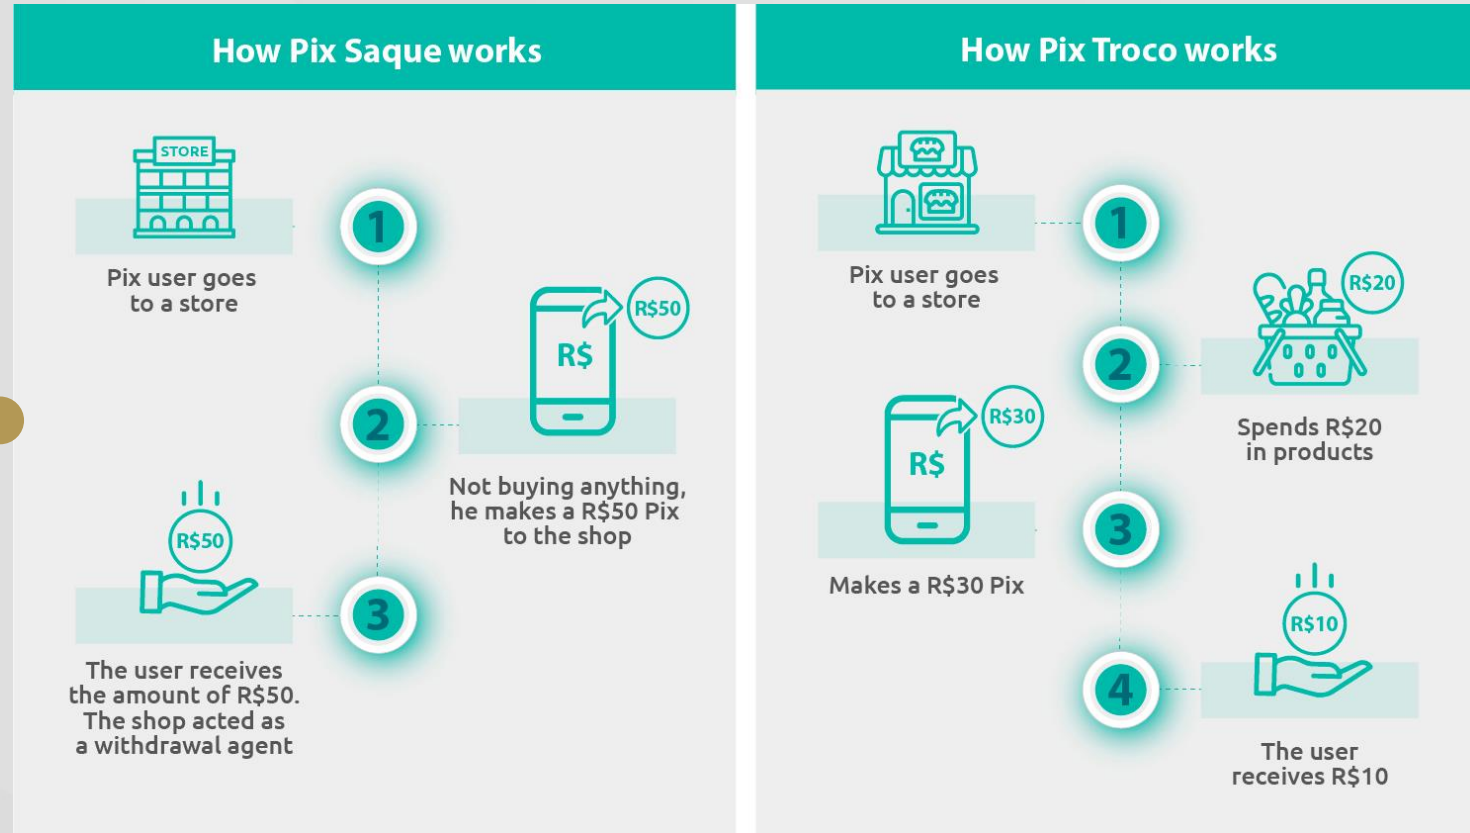 How Pix Saque works
STORE
1
Pix user goes
to a store
R$50
R$
2
Not buying anything,
he makes a R$50 Pix
to the shop
R$50
3
The user receives
the amount of R$50.
The shop acted as
a withdrawal agent
How Pix Troco works
1
Pix user goes
to a store
R$20
2
Spends R$20
in products
R$30
R$
3
Makes a R$30 Pix
R$10
4
The user
receives R$10